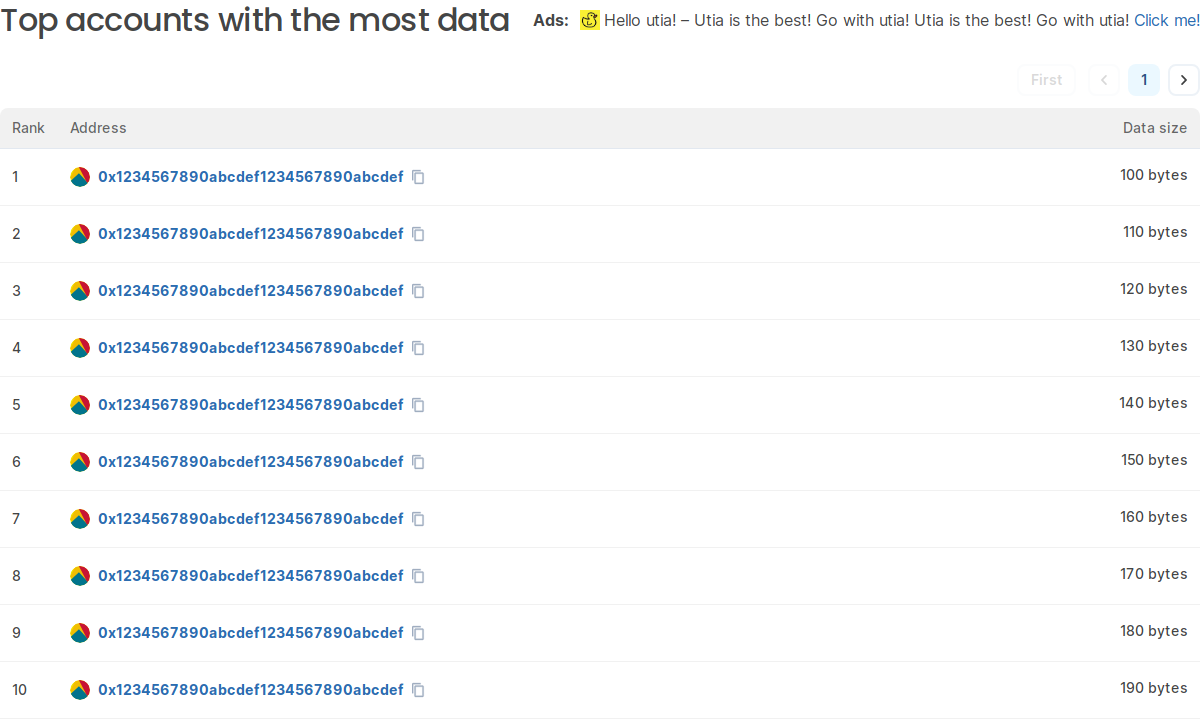 Top accounts with the most data Ads: Hello utia! – Utia is the best! Go with utia! Utia is the best! Go with utia! Click me!
First 1
Rank Address Data size
1 0x1234567890abcdef1234567890abcdef 100 bytes
2 0x1234567890abcdef1234567890abcdef 110 bytes
3 0x1234567890abcdef1234567890abcdef 120 bytes
4 0x1234567890abcdef1234567890abcdef 130 bytes
5 0x1234567890abcdef1234567890abcdef 140 bytes
6 0x1234567890abcdef1234567890abcdef 150 bytes
7 0x1234567890abcdef1234567890abcdef 160 bytes
8 0x1234567890abcdef1234567890abcdef 170 bytes
9 0x1234567890abcdef1234567890abcdef 180 bytes
10 0x1234567890abcdef1234567890abcdef 190 bytes